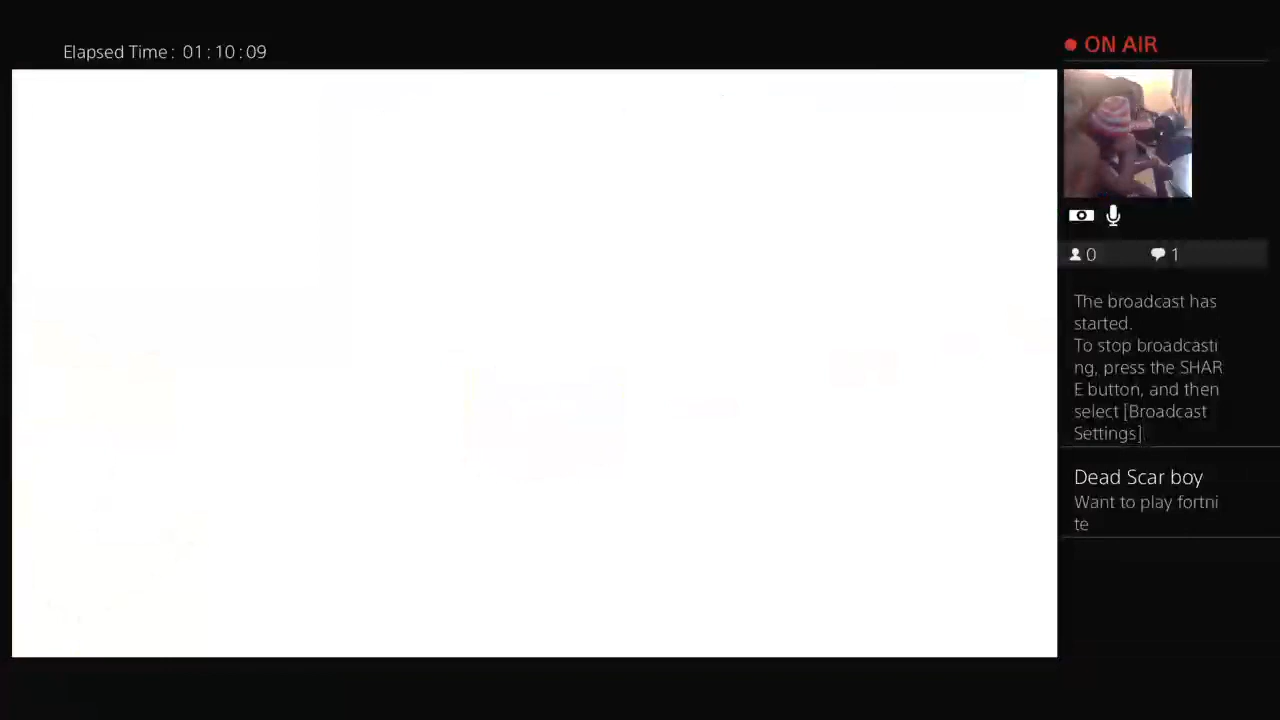 Elapsed Time: 01:10:09
ON AIR
0 1
The broadcast has
started.
To stop broadcasti
ng, press the SHAR
E button, and then
select [Broadcast
Settings]
Dead Scar boy
Want to play fortni
te